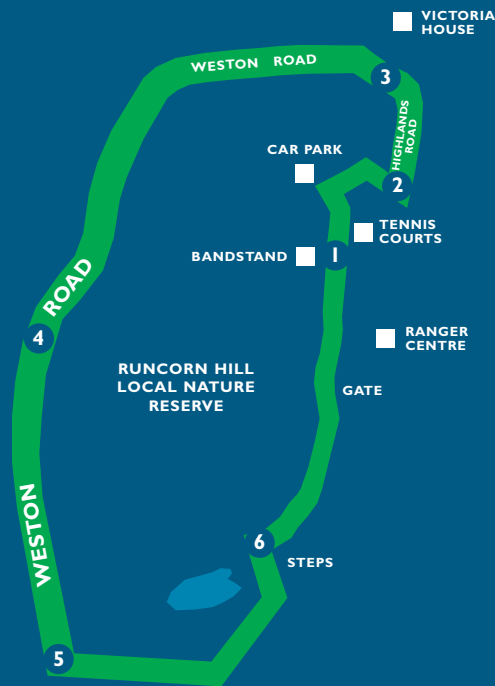 VICTORIA
HOUSE
WESTON ROAD
3
HIGHLANDS
ROAD
CAR PARK
2
TENNIS
COURTS
BANDSTAND
1
ROAD
4
RANGER
CENTRE
RUNCORN HILL
LOCAL NATURE
RESERVE
GATE
WESTON
6
STEPS
5